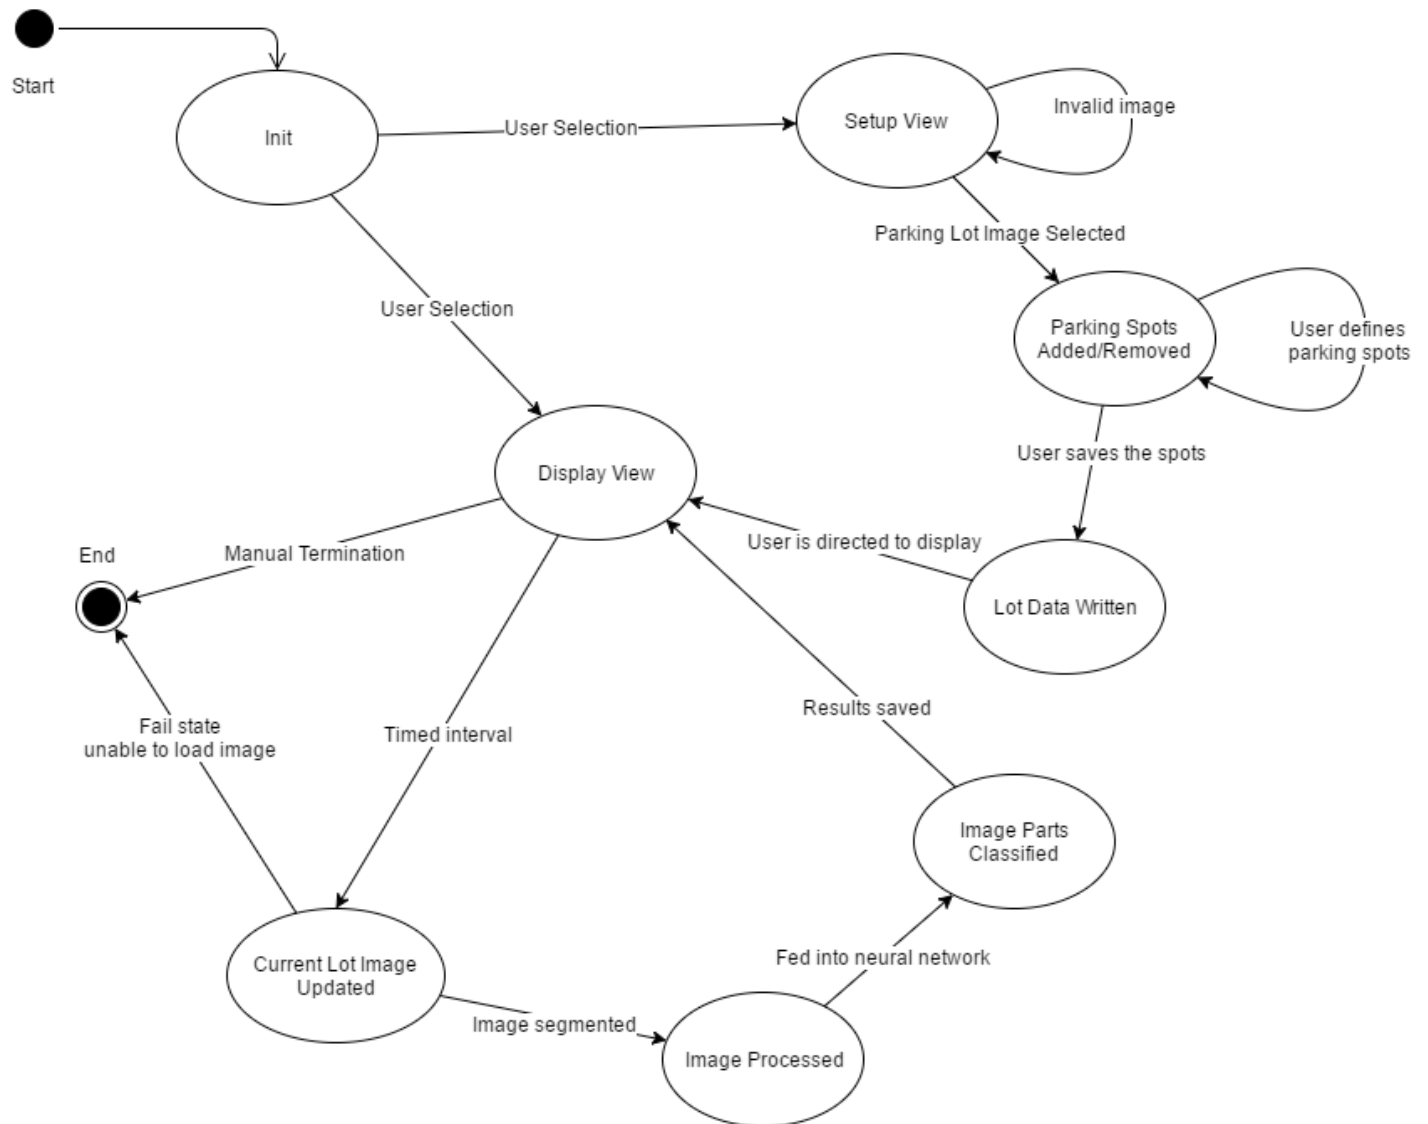 Start
Init
User Selection
Setup View
Invalid image
Parking Lot Image Selected
User Selection
Parking Spots
Added/Removed
User defines
parking spots
User saves the spots
Display View
User is directed to display
Manual Termination
End
Lot Data Written
Results saved
Fail state
unable to load image
Timed interval
Image Parts
Classified
Fed into neural network
Current Lot Image
Updated
Image segmented
Image Processed